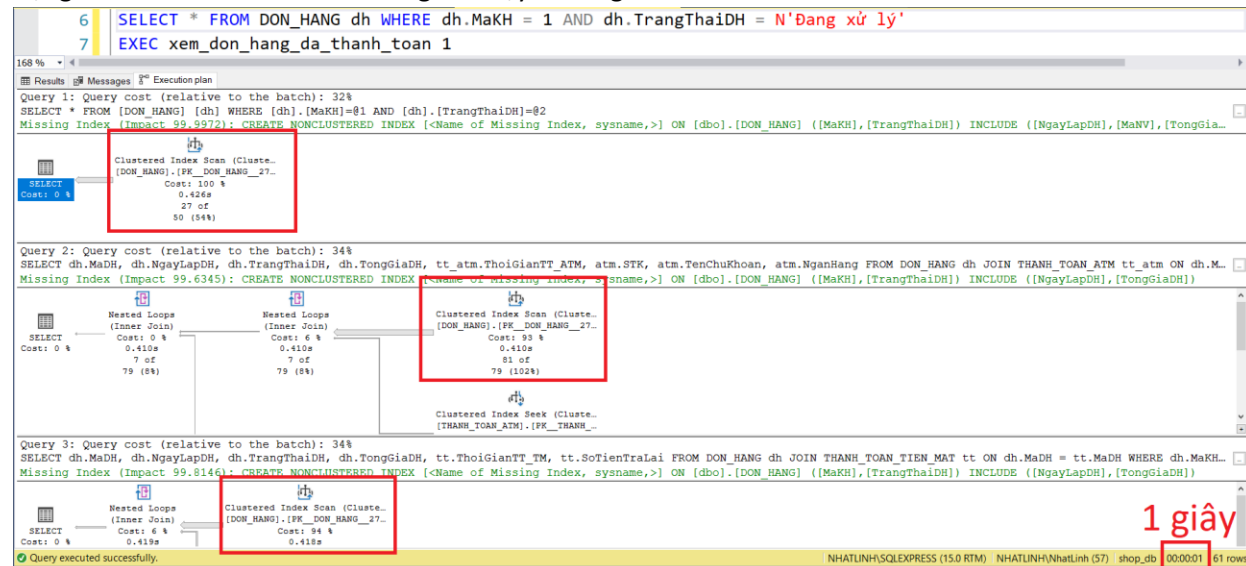 6 SELECT * FROM DON_HANG dh WHERE dh.MaKH = 1 AND dh.TrangThaiDH = N'Đang xử lý'
7 EXEC xem_don_hang_da_thanh_toan 1
168 %
Results Messages Execution plan
Query 1: Query cost (relative to the batch): 32%
SELECT * FROM [DON_HANG] [dh] WHERE [dh].[MaKH]=@1 AND [dh].[TrangThaiDH]=@2
Missing Index (Impact 99.9972): CREATE NONCLUSTERED INDEX [<Name of Missing Index, sysname,>] ON [dbo].[DON_HANG] ([MaKH],[TrangThaiDH]) INCLUDE ([NgayLapDH],[MaNV],[TongGia…
SELECT
Cost: 0 %
Clustered Index Scan (Cluste…
[DON_HANG].[PK__DON_HANG__27…
Cost: 100 %
0.426s
27 of
50 (54%)
Query 2: Query cost (relative to the batch): 34%
SELECT dh.MaDH, dh.NgayLapDH, dh.TrangThaiDH, dh.TongGiaDH, tt_atm.ThoiGianTT_ATM, atm.STK, atm.TenChuKhoan, atm.NganHang FROM DON_HANG dh JOIN THANH_TOAN_ATM tt_atm ON dh.M…
Missing Index (Impact 99.6345): CREATE NONCLUSTERED INDEX [<Name of Missing Index, sysname,>] ON [dbo].[DON_HANG] ([MaKH],[TrangThaiDH]) INCLUDE ([NgayLapDH],[TongGiaDH])
SELECT
Cost: 0 %
Nested Loops
(Inner Join)
Cost: 0 %
0.410s
7 of
79 (8%)
Nested Loops
(Inner Join)
Cost: 6 %
0.410s
7 of
79 (8%)
Clustered Index Scan (Cluste…
[DON_HANG].[PK__DON_HANG__27…
Cost: 93 %
0.410s
81 of
79 (102%)
Clustered Index Seek (Cluste…
[THANH_TOAN_ATM].[PK__THANH_…
Query 3: Query cost (relative to the batch): 34%
SELECT dh.MaDH, dh.NgayLapDH, dh.TrangThaiDH, dh.TongGiaDH, tt.ThoiGianTT_TM, tt.SoTienTraLai FROM DON_HANG dh JOIN THANH_TOAN_TIEN_MAT tt ON dh.MaDH = tt.MaDH WHERE dh.MaKH…
Missing Index (Impact 99.8146): CREATE NONCLUSTERED INDEX [<Name of Missing Index, sysname,>] ON [dbo].[DON_HANG] ([MaKH],[TrangThaiDH]) INCLUDE ([NgayLapDH],[TongGiaDH])
SELECT
Cost: 0 %
Nested Loops
(Inner Join)
Cost: 6 %
0.419s
Clustered Index Scan (Cluste…
[DON_HANG].[PK__DON_HANG__27…
Cost: 94 %
0.418s
1 giây
Query executed successfully. NHATLINH\SQLEXPRESS (15.0 RTM) NHATLINH\NhatLinh (57) shop_db 00:00:01 61 rows